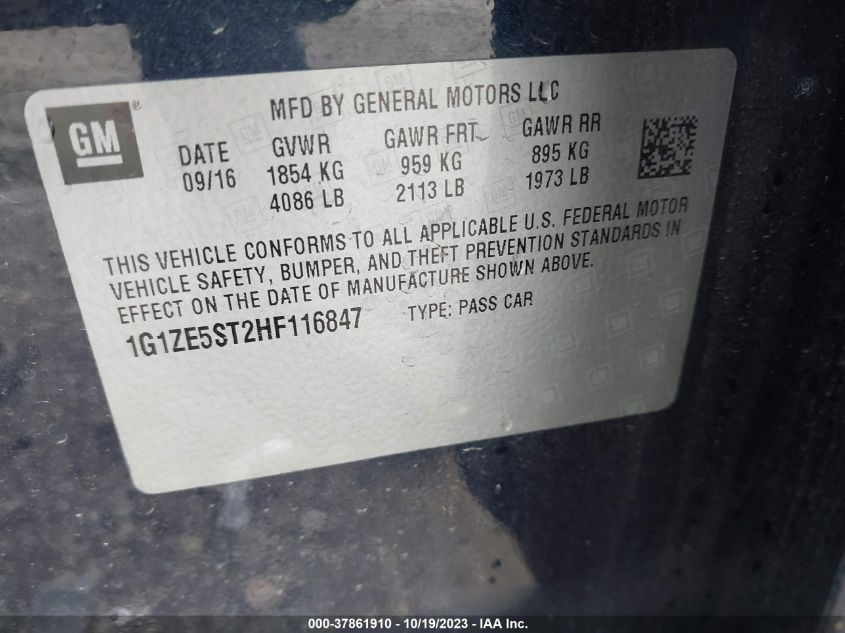 GM ®
MFD BY GENERAL MOTORS LLC
DATE GVWR GAWR FRT GAWR RR
09/16 1854 KG 959 KG 895 KG
4086 LB 2113 LB 1973 LB
THIS VEHICLE CONFORMS TO ALL APPLICABLE U.S. FEDERAL MOTOR
VEHICLE SAFETY, BUMPER, AND THEFT PREVENTION STANDARDS IN
EFFECT ON THE DATE OF MANUFACTURE SHOWN ABOVE.
1G1ZE5ST2HF116847 TYPE: PASS CAR
000-37861910 - 10/19/2023 - IAA Inc.